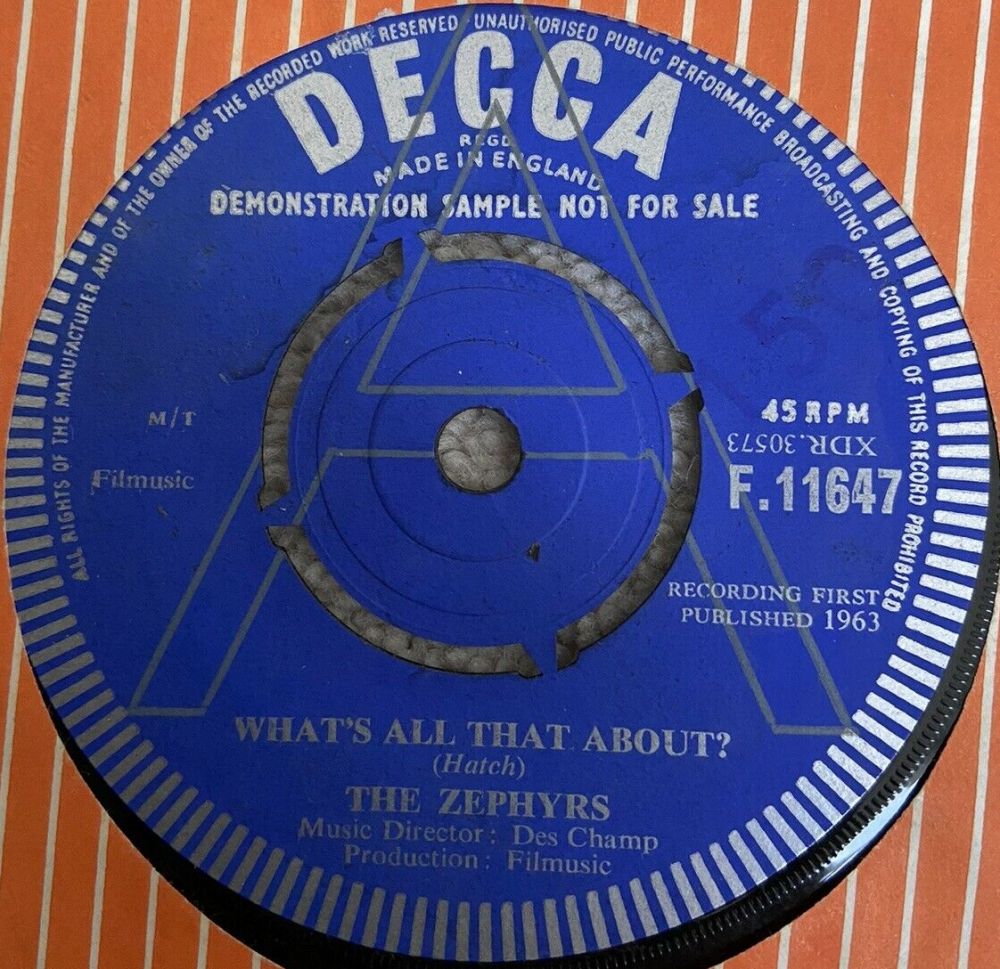 ALL RIGHTS OF THE MANUFACTURER AND OF THE OWNER OF THE RECORDED WORK RESERVED UNAUTHORISED PUBLIC PERFORMANCE BROADCASTING AND COPYING OF THIS RECORD PROHIBITED
DECCA
REGD.
MADE IN ENGLAND
DEMONSTRATION SAMPLE NOT FOR SALE
A
M/T
Filmusic
45 RPM
XDR.30573
F.11647
RECORDING FIRST
PUBLISHED 1963
WHAT'S ALL THAT ABOUT?
(Hatch)
THE ZEPHYRS
Music Director: Des Champ
Production: Filmusic